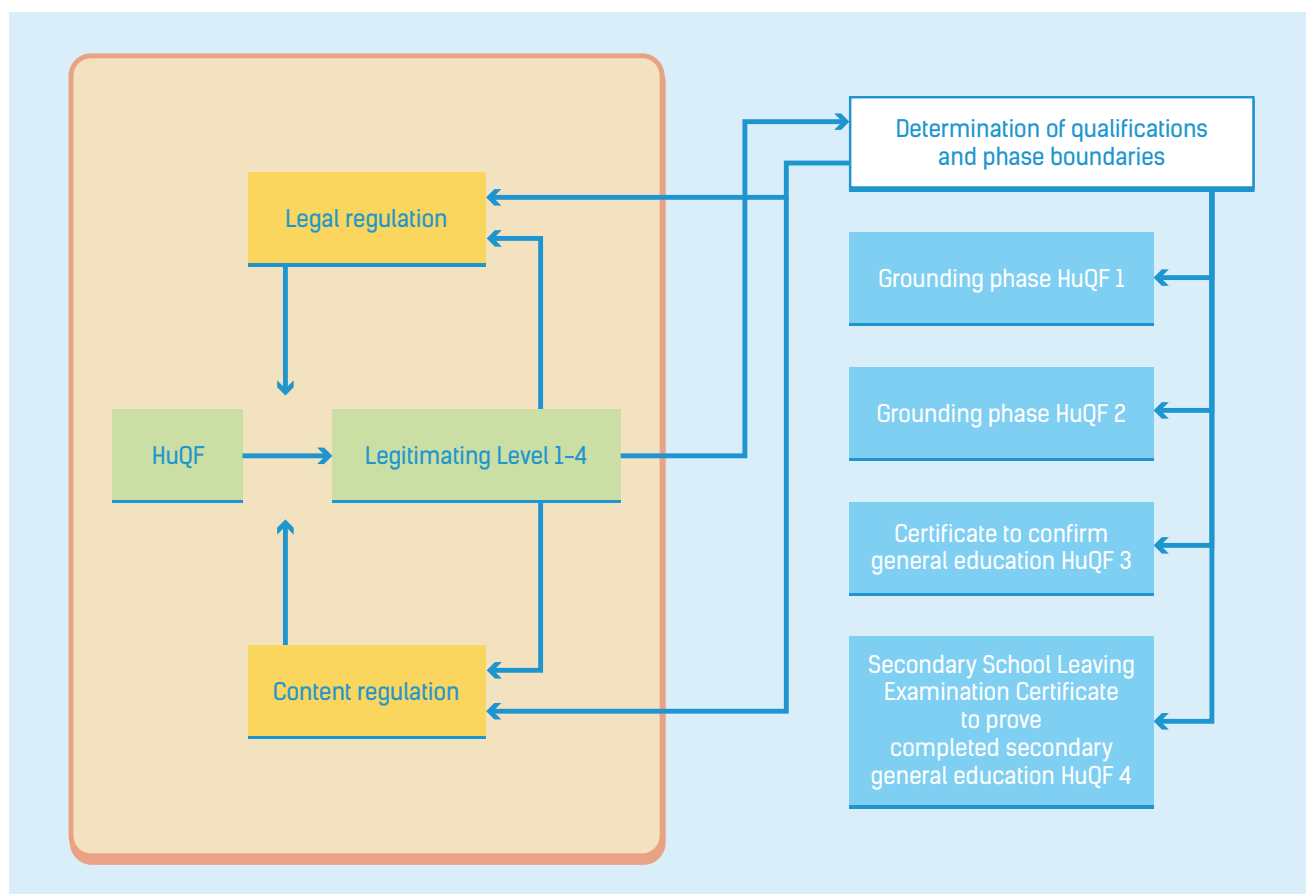 Legal regulation
HuQF
Legitimating Level 1-4
Content regulation
Determination of qualifications
and phase boundaries
Grounding phase HuQF 1
Grounding phase HuQF 2
Certificate to confirm
general education HuQF 3
Secondary School Leaving
Examination Certificate
to prove
completed secondary
general education HuQF 4